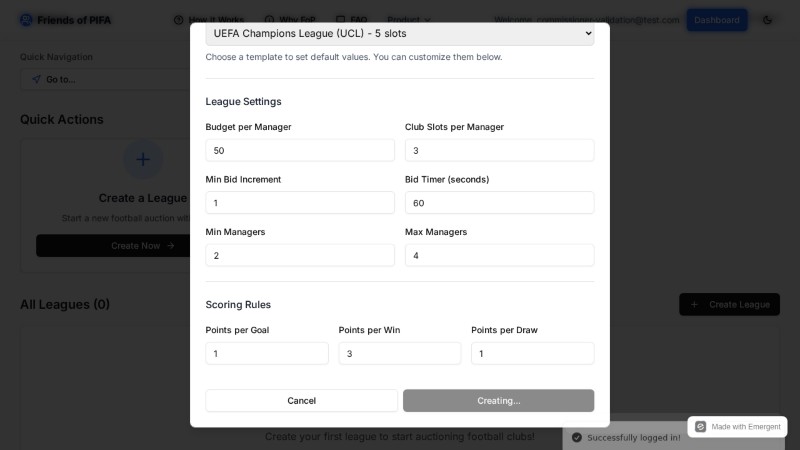 Friends of PIFA
How it Works
Why FoP
FAQ
Product
Dashboard
Quick Navigation
Go to...
Quick Actions
Create a League
Start a new football auction wit
Create Now
All Leagues (0)
Create League
UEFA Champions League (UCL) - 5 slots
Choose a template to set default values. You can customize them below.
League Settings
Budget per Manager
Club Slots per Manager
50
3
Min Bid Increment
Bid Timer (seconds)
1
60
Min Managers
Max Managers
2
4
Scoring Rules
Points per Goal
Points per Win
Points per Draw
1
3
1
Cancel
Creating...
Create your first league to start auctioning football clubs!
Successfully logged in!
Made with Emergent